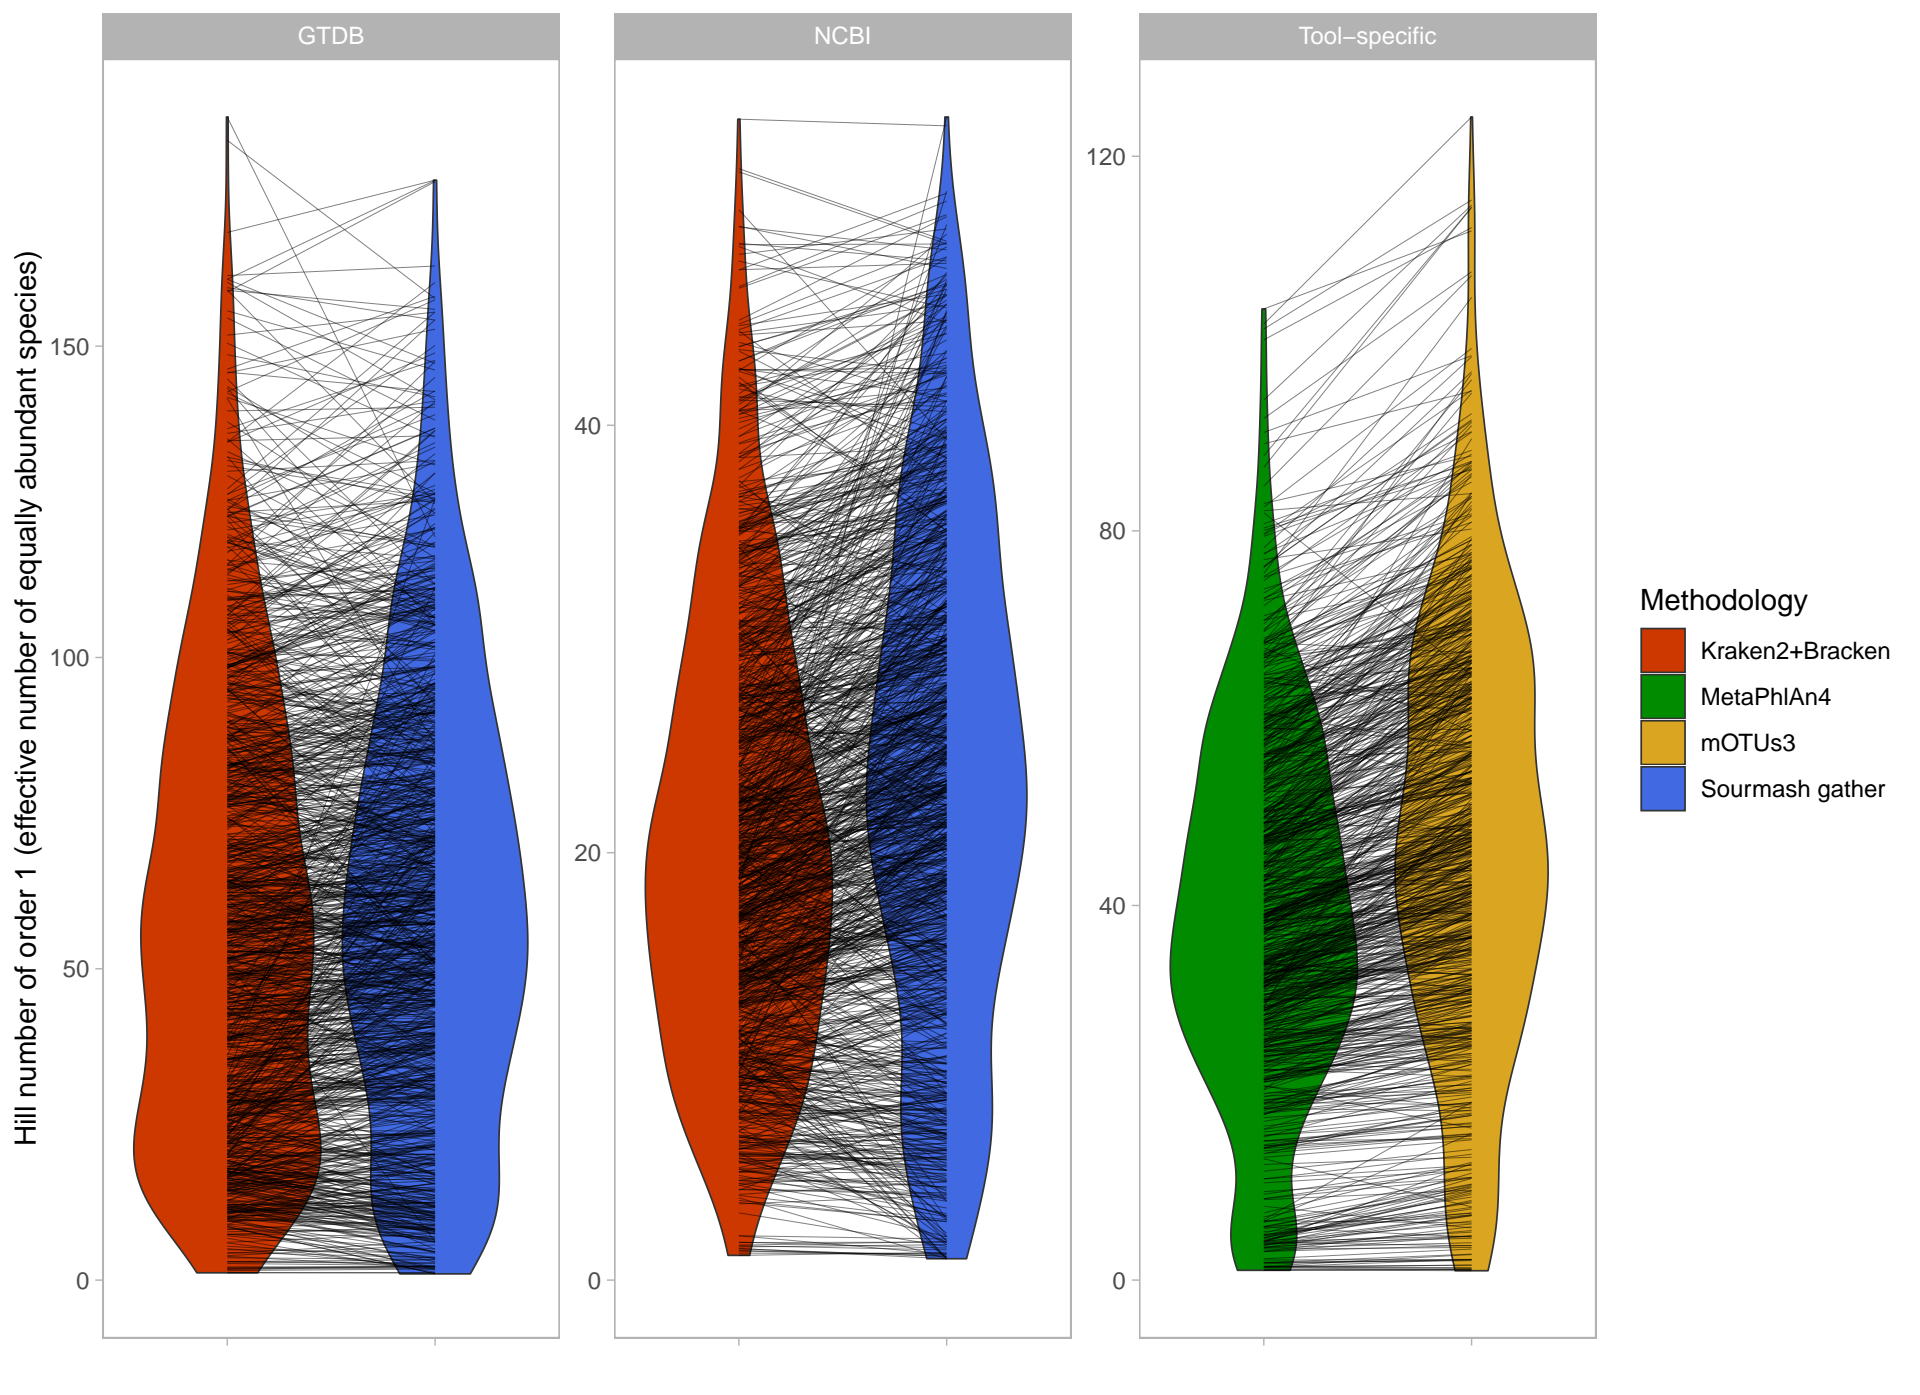 GTDB
NCBI
Tool−specific
Hill number of order 1 (effective number of equally abundant species)
150
100
50
0
40
20
0
120
80
40
0
Methodology
Kraken2+Bracken
MetaPhlAn4
mOTUs3
Sourmash gather